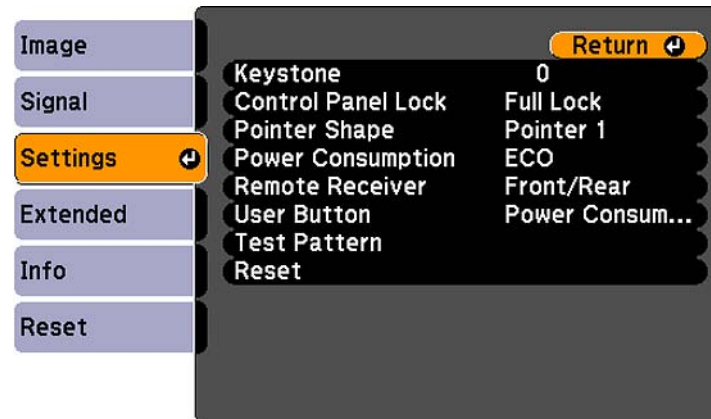 Image
Signal
Settings
Extended
Info
Reset
Return
Keystone 0
Control Panel Lock Full Lock
Pointer Shape Pointer 1
Power Consumption ECO
Remote Receiver Front/Rear
User Button Power Consum...
Test Pattern
Reset